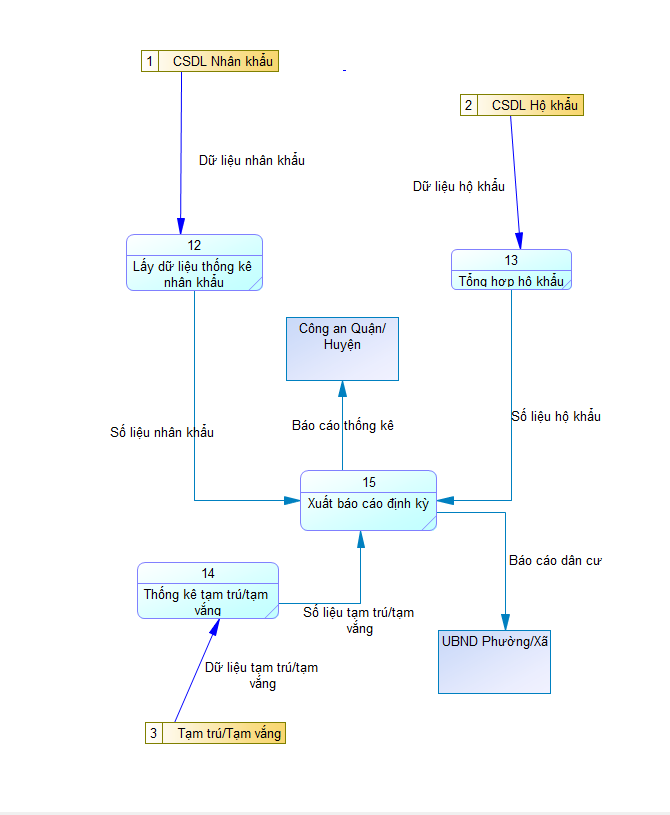 1 CSDL Nhân khẩu
2 CSDL Hộ khẩu
Dữ liệu nhân khẩu
Dữ liệu hộ khẩu
12
Lấy dữ liệu thống kê
nhân khẩu
13
Tổng hợp hộ khẩu
Công an Quận/
Huyện
Số liệu nhân khẩu
Báo cáo thống kê
Số liệu hộ khẩu
15
Xuất báo cáo định kỳ
14
Thống kê tạm trú/tạm
vắng
Số liệu tạm trú/tạm
vắng
Báo cáo dân cư
UBND Phường/Xã
Dữ liệu tạm trú/tạm
vắng
3 Tạm trú/Tạm vắng